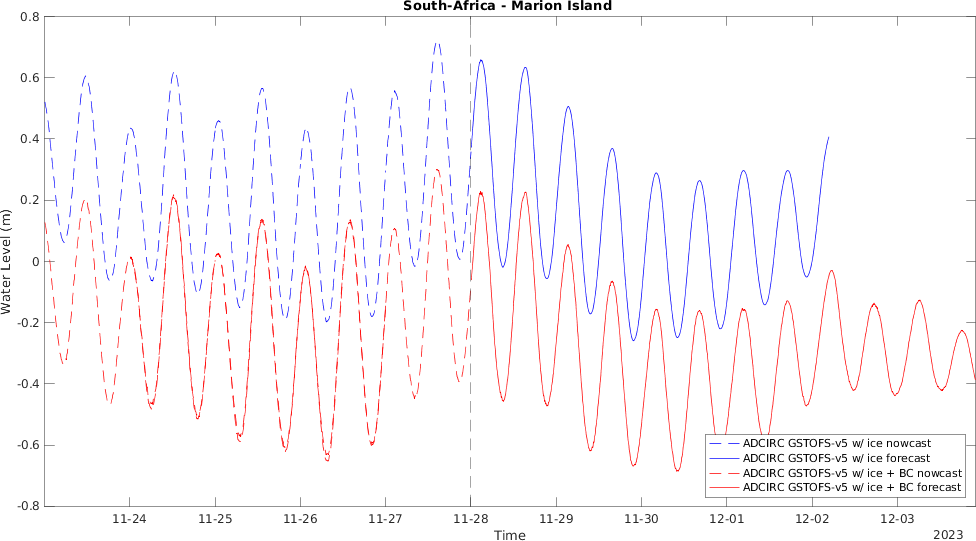 South-Africa - Marion Island
Water Level (m)
0.8
0.6
0.4
0.2
0
-0.2
-0.4
-0.6
-0.8
ADCIRC GSTOFS-v5 w/ ice nowcast
ADCIRC GSTOFS-v5 w/ ice forecast
ADCIRC GSTOFS-v5 w/ ice + BC nowcast
ADCIRC GSTOFS-v5 w/ ice + BC forecast
11-24 11-25 11-26 11-27 11-28 11-29 11-30 12-01 12-02 12-03
Time
2023